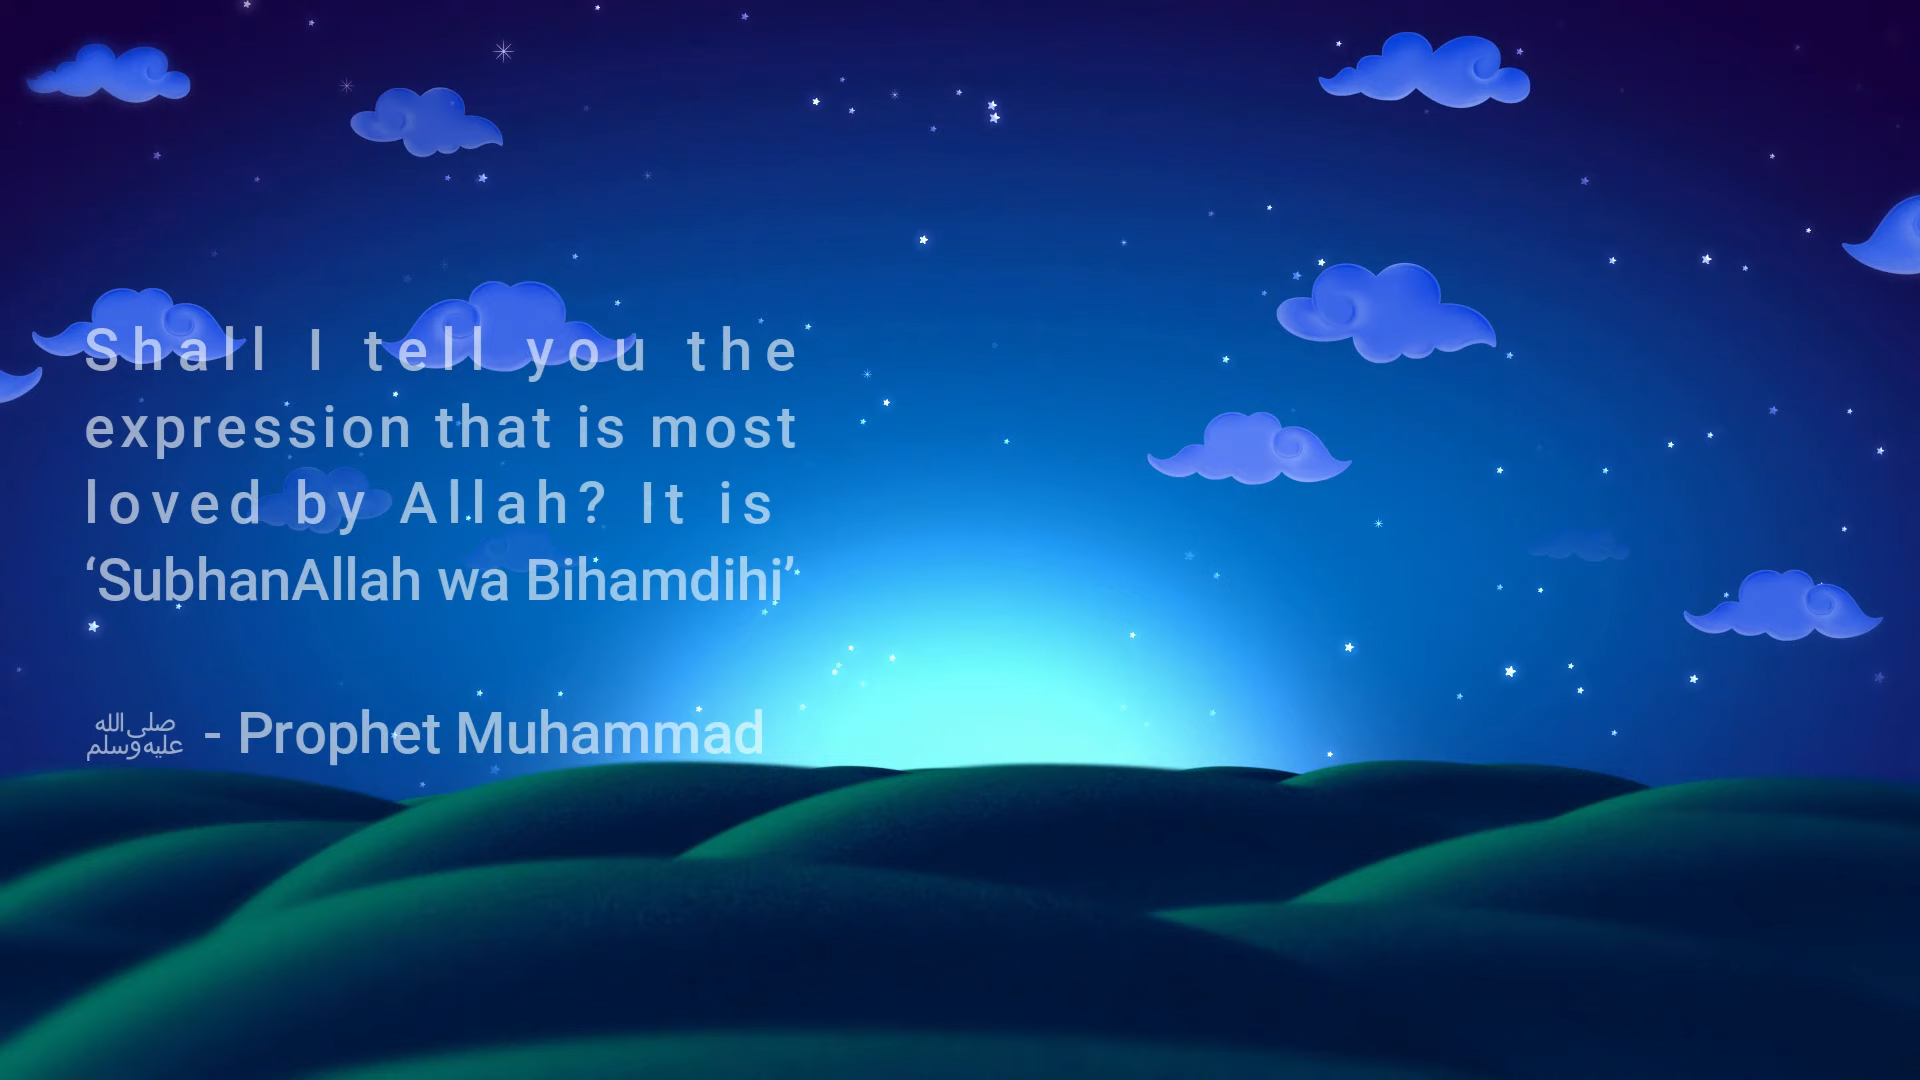 Shall I tell you the
expression that is most
loved by Allah? It is
‘SubhanAllah wa Bihamdihi’
ﷺ - Prophet Muhammad